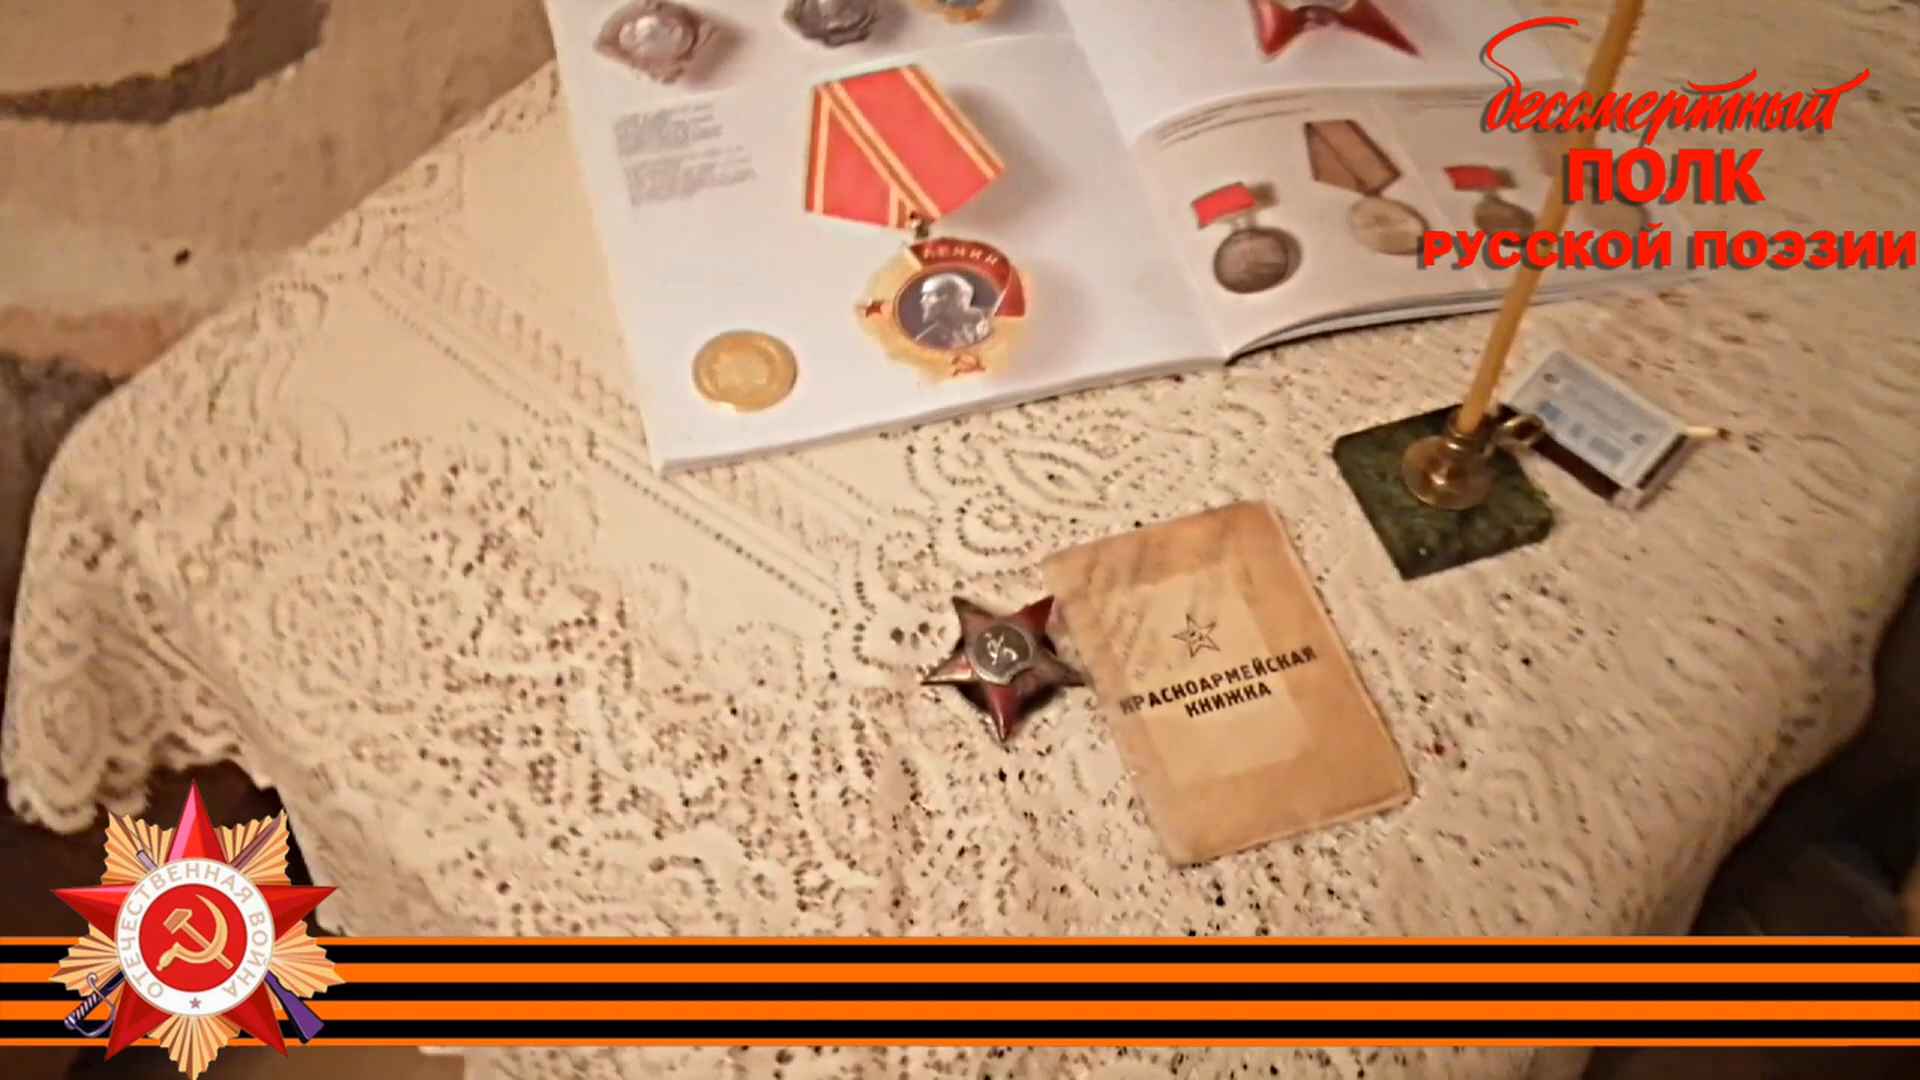 бессмертный
ПОЛК
РУССКОЙ ПОЭЗИИ
ЛЕНИН
КРАСНОАРМЕЙСКАЯ
КНИЖКА
ОТЕЧЕСТВЕННАЯ ВОЙНА